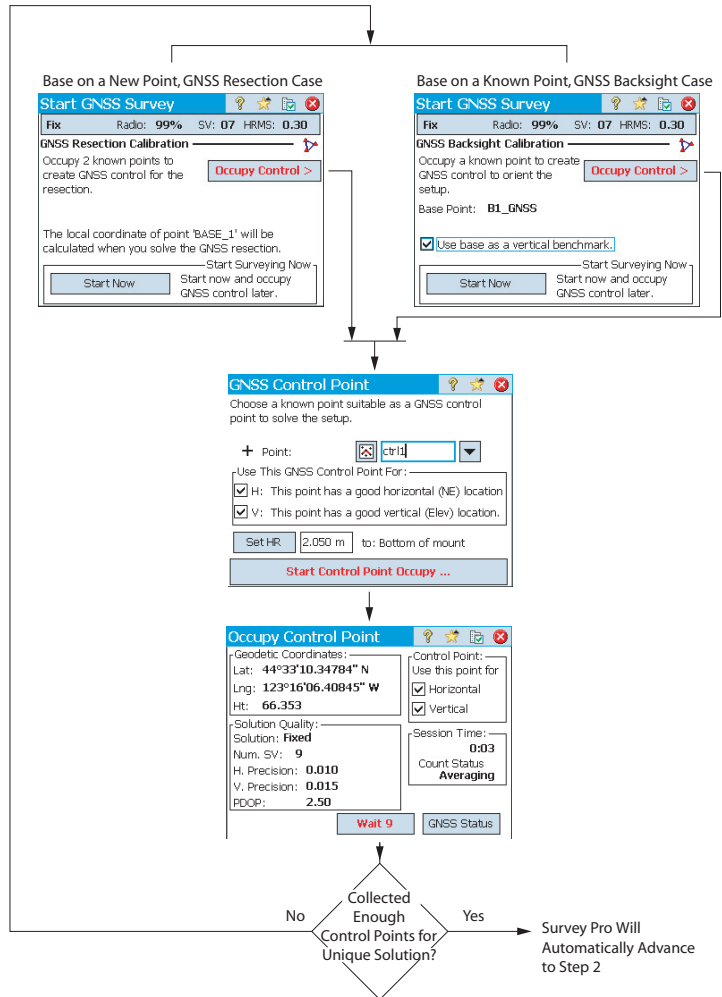 Base on a New Point, GNSS Resection Case
Start GNSS Survey
Fix Radio: 99% SV: 07 HRMS: 0.30
GNSS Resection Calibration
Occupy 2 known points to
create GNSS control for the
resection.
Occupy Control >
The local coordinate of point 'BASE_1' will be
calculated when you solve the GNSS resection.
Start Surveying Now
Start Now
Start now and occupy
GNSS control later.
Base on a Known Point, GNSS Backsight Case
Start GNSS Survey
Fix Radio: 99% SV: 07 HRMS: 0.30
GNSS Backsight Calibration
Occupy a known point to create
GNSS control to orient the
setup.
Occupy Control >
Base Point: B1_GNSS
Use base as a vertical benchmark.
Start Surveying Now
Start Now
Start now and occupy
GNSS control later.
GNSS Control Point
Choose a known point suitable as a GNSS control
point to solve the setup.
+ Point: ctrl1
Use This GNSS Control Point For:
H: This point has a good horizontal (NE) location
V: This point has a good vertical (Elev) location.
Set HR 2.050 m to: Bottom of mount
Start Control Point Occupy ...
Occupy Control Point
Geodetic Coordinates:
Lat: 44°33'10.34784" N
Lng: 123°16'06.40845" W
Ht: 66.353
Control Point:
Use this point for
Horizontal
Vertical
Solution Quality:
Solution: Fixed
Num. SV: 9
H. Precision: 0.010
V. Precision: 0.015
PDOP: 2.50
Session Time:
0:03
Count Status
Averaging
Wait 9
GNSS Status
Collected
Enough
Control Points for
Unique Solution?
No
Yes
Survey Pro Will
Automatically Advance
to Step 2